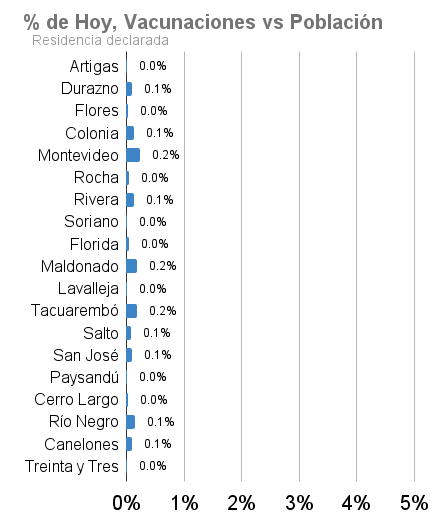 % de Hoy, Vacunaciones vs Población
Residencia declarada
Artigas 0.0%
Durazno 0.1%
Flores 0.0%
Colonia 0.1%
Montevideo 0.2%
Rocha 0.0%
Rivera 0.1%
Soriano 0.0%
Florida 0.0%
Maldonado 0.2%
Lavalleja 0.0%
Tacuarembó 0.2%
Salto 0.1%
San José 0.1%
Paysandú 0.0%
Cerro Largo 0.0%
Río Negro 0.1%
Canelones 0.1%
Treinta y Tres 0.0%
0% 1% 2% 3% 4% 5%